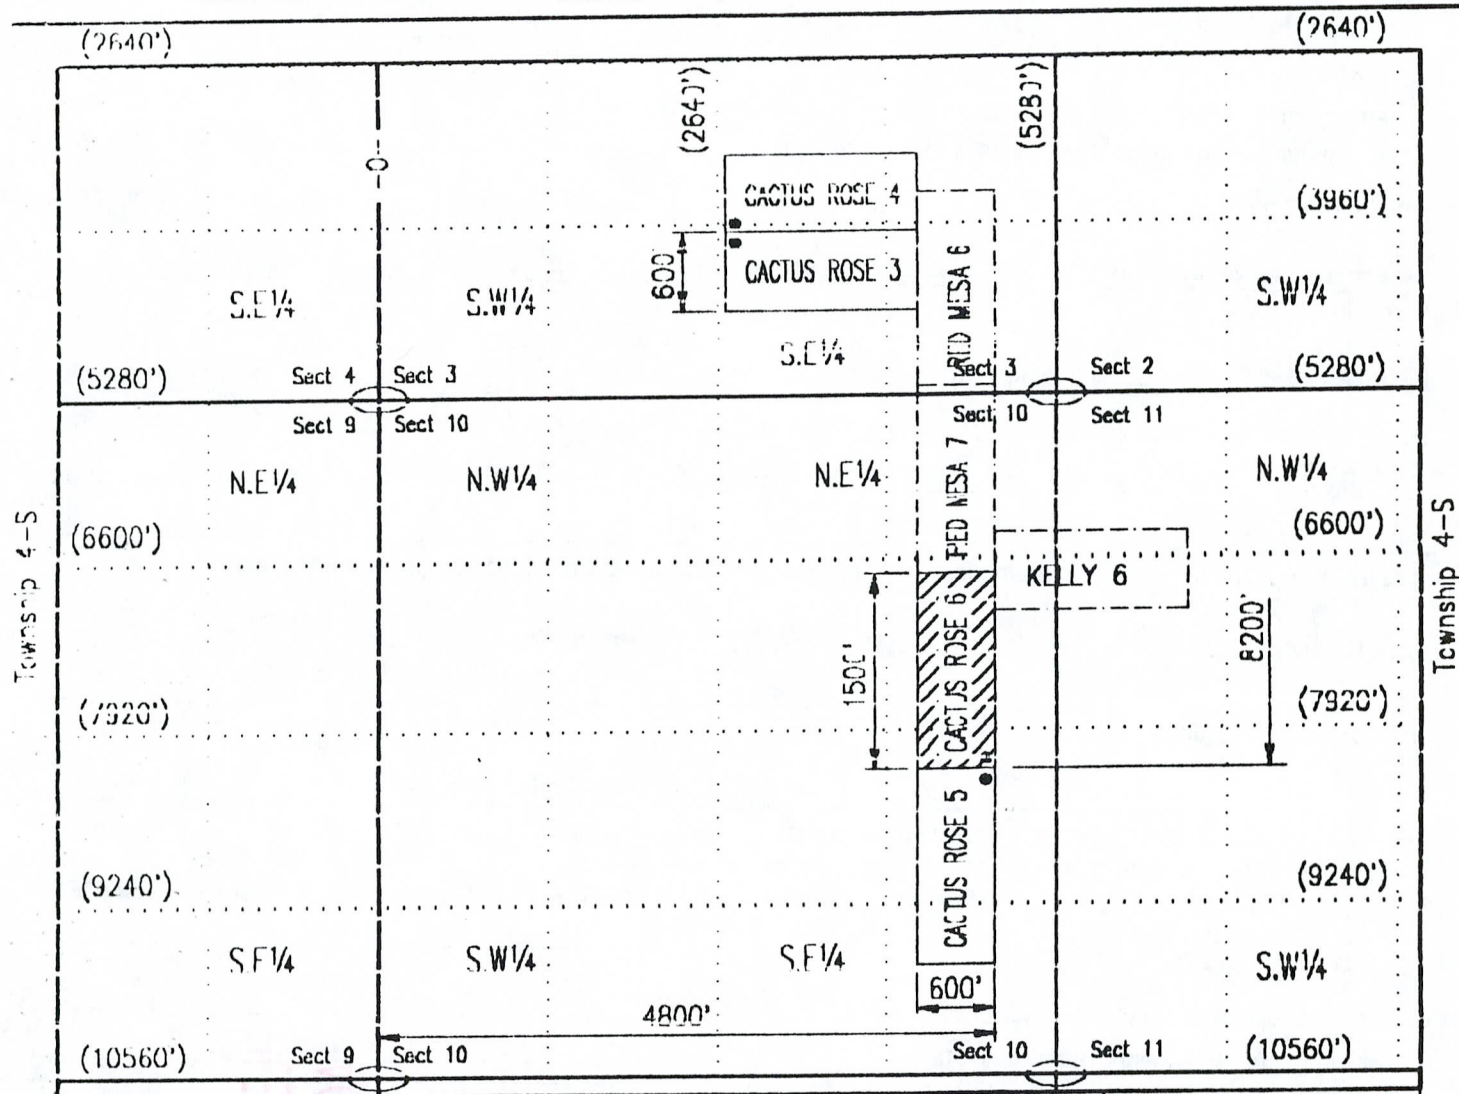 (2640')
(2640')
(2640')
(5280')
CACTUS ROSE 4
(3960')
600'
CACTUS ROSE 3
RED MESA 6
S.E1/4
S.W1/4
S.E1/4
S.W1/4
(5280')
Sect 4
Sect 3
Sect 3
Sect 2
(5280')
Sect 9
Sect 10
Sect 10
Sect 11
N.E1/4
N.W1/4
N.E1/4
RED MESA 7
N.W1/4
Township 4-S
(6600')
(6600')
Township 4-S
KELLY 6
1500'
CACTUS ROSE 6
8200'
(7920')
(7920')
CACTUS ROSE 5
(9240')
(9240')
S.E1/4
S.W1/4
S.E1/4
S.W1/4
600'
4800'
(10560')
Sect 9
Sect 10
Sect 10
Sect 11
(10560')